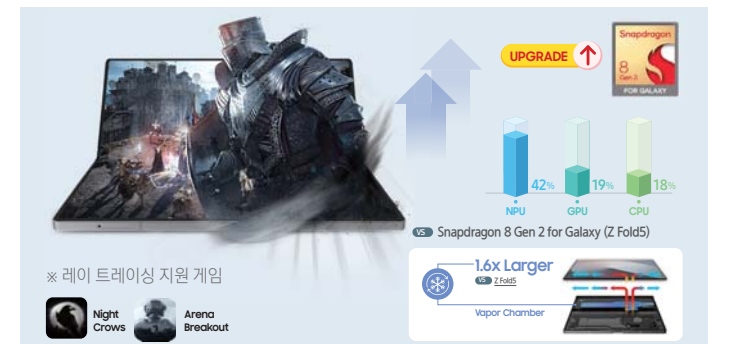 UPGRADE
Snapdragon
8
Gen 3
FOR GALAXY
42%
19%
18%
NPU
GPU
CPU
VS Snapdragon 8 Gen 2 for Galaxy (Z Fold5)
※ 레이 트레이싱 지원 게임
Night
Crows
Arena
Breakout
1.6x Larger
VS Z Fold5
Vapor Chamber